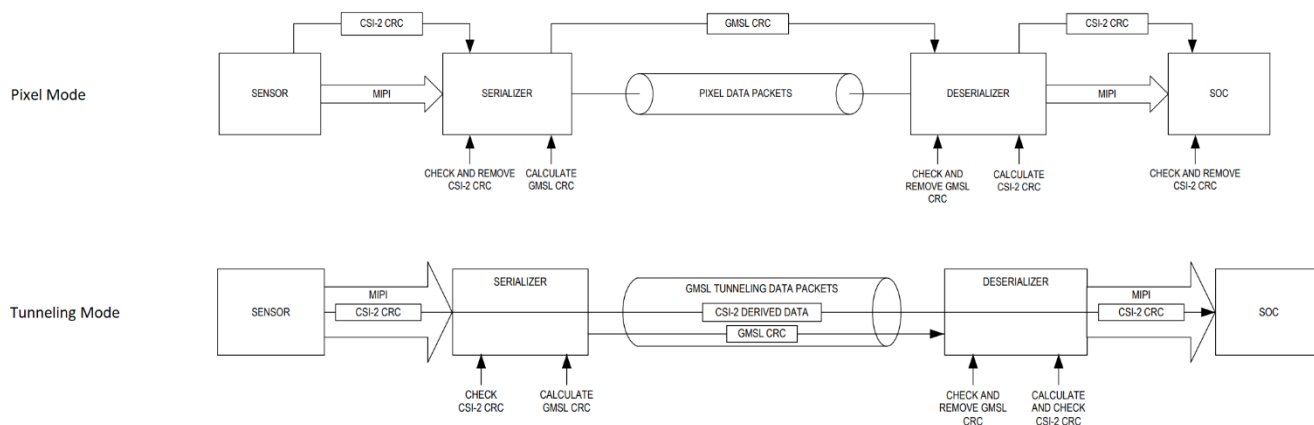 CSI-2 CRC
GMSL CRC
CSI-2 CRC
Pixel Mode
SENSOR
MIPI
SERIALIZER
PIXEL DATA PACKETS
DESERIALIZER
MIPI
SOC
CHECK AND REMOVE
CSI-2 CRC
CALCULATE
GMSL CRC
CHECK AND
REMOVE GMSL
CRC
CALCULATE
CSI-2 CRC
CHECK AND REMOVE
CSI-2 CRC
Tunneling Mode
SENSOR
MIPI
CSI-2 CRC
SERIALIZER
GMSL TUNNELING DATA PACKETS
CSI-2 DERIVED DATA
GMSL CRC
DESERIALIZER
MIPI
CSI-2 CRC
SOC
CHECK
CSI-2 CRC
CALCULATE
GMSL CRC
CHECK AND
REMOVE GMSL
CRC
CALCULATE
AND CHECK
CSI-2 CRC